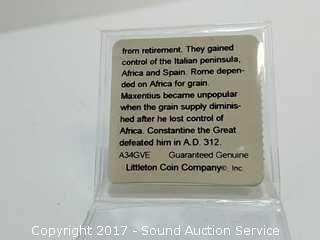 from retirement. They gained
control of the Italian peninsula,
Africa and Spain. Rome depen-
ded on Africa for grain.
Maxentius became unpopular
when the grain supply diminis-
hed after he lost control of
Africa. Constantine the Great
defeated him in A.D. 312.
A34GVE Guaranteed Genuine
Littleton Coin Company©, Inc.
Copyright 2017 - Sound Auction Service